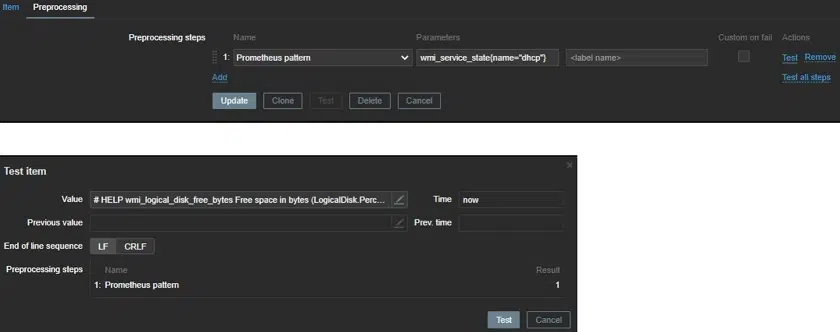 Item Preprocessing
Preprocessing steps Name Parameters Custom on fail Actions
1: Prometheus pattern wmi_service_state{name="dhcp"} <label name> Test Remove
Add Test all steps
Update Clone Test Delete Cancel
Test item
Value # HELP wmi_logical_disk_free_bytes Free space in bytes (LogicalDisk.Perc... Time now
Previous value Prev. time
End of line sequence LF CRLF
Preprocessing steps Name Result
1: Prometheus pattern 1
Test Cancel